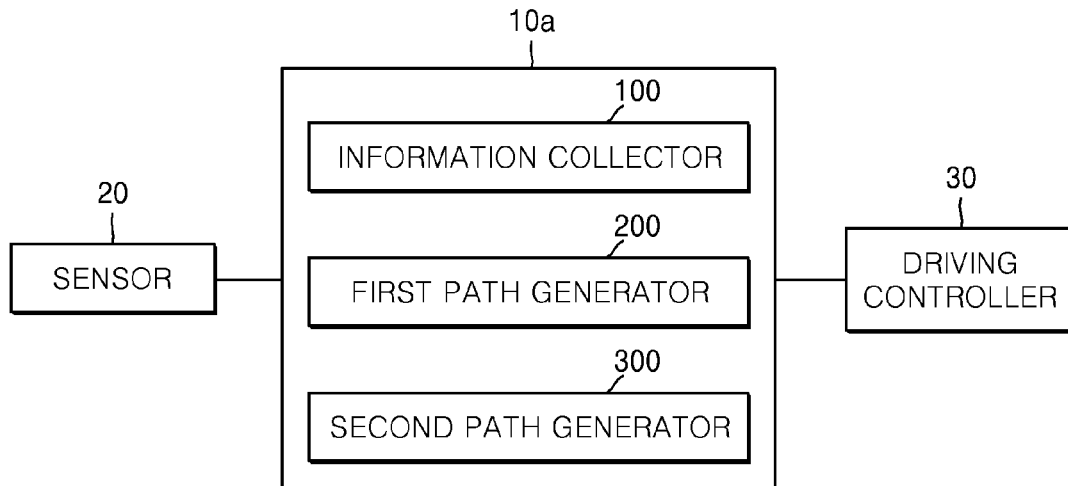 10a
100
INFORMATION COLLECTOR
20
SENSOR
200
FIRST PATH GENERATOR
30
DRIVING
CONTROLLER
300
SECOND PATH GENERATOR